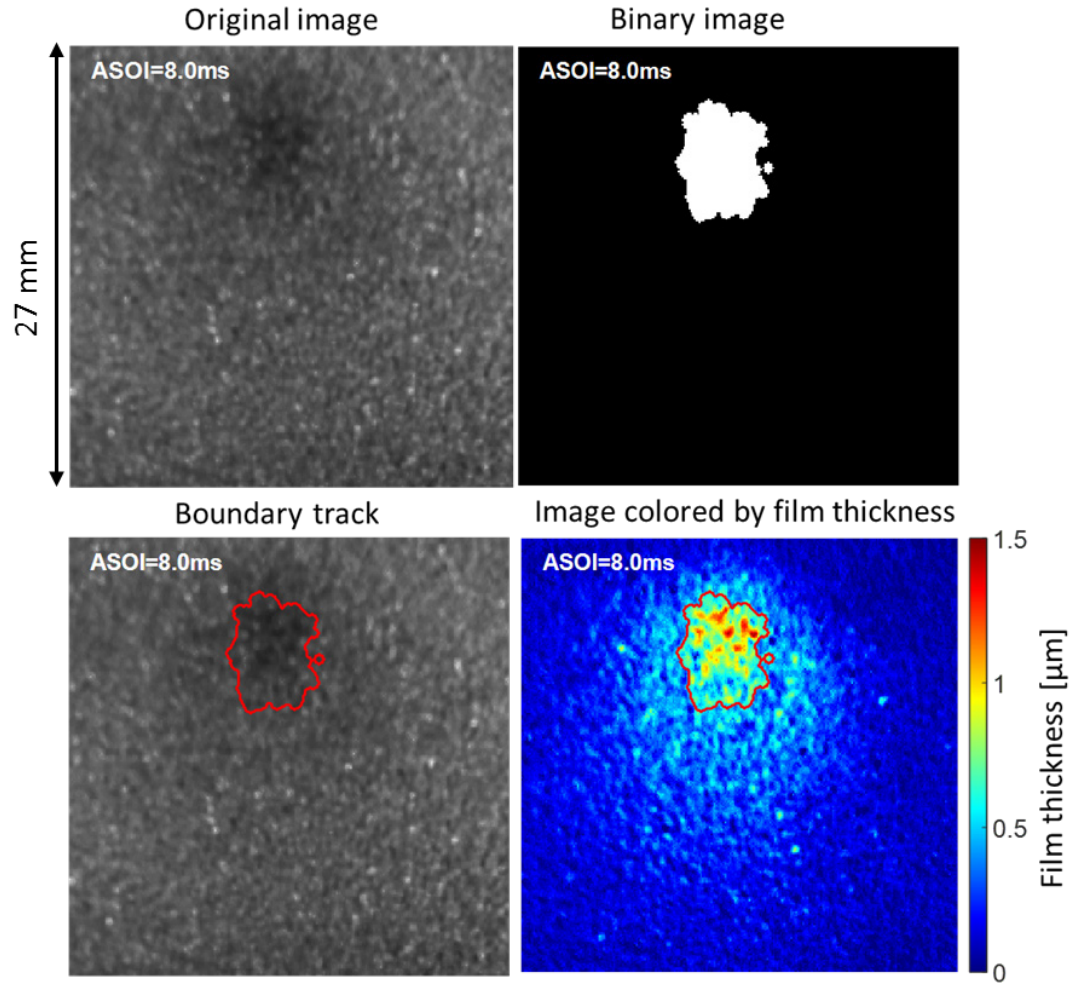 Original image
Binary image
ASOI=8.0ms
ASOI=8.0ms
27 mm
Boundary track
Image colored by film thickness
ASOI=8.0ms
ASOI=8.0ms
1.5
1
0.5
0
Film thickness [µm]